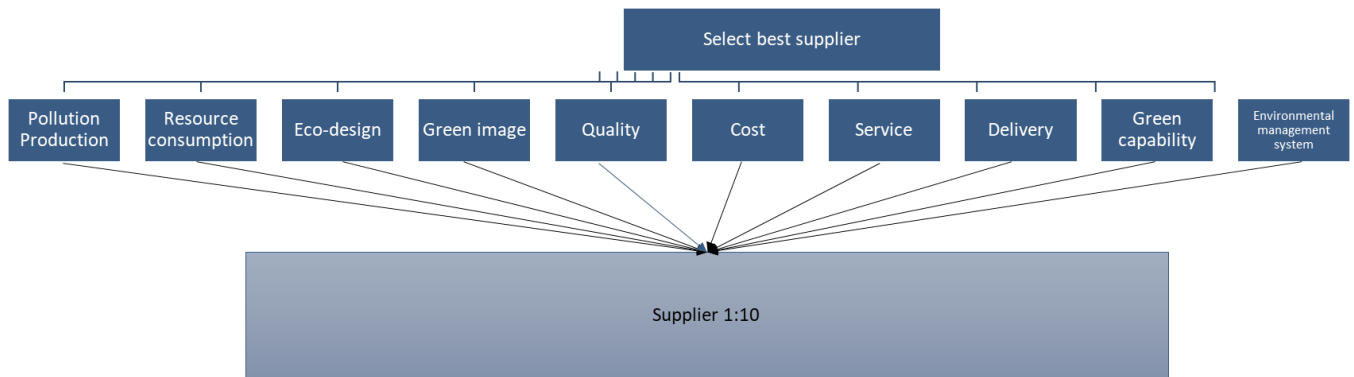 Select best supplier
Pollution
Production
Resource
consumption
Eco-design
Green image
Quality
Cost
Service
Delivery
Green
capability
Environmental
management
system
Supplier 1:10